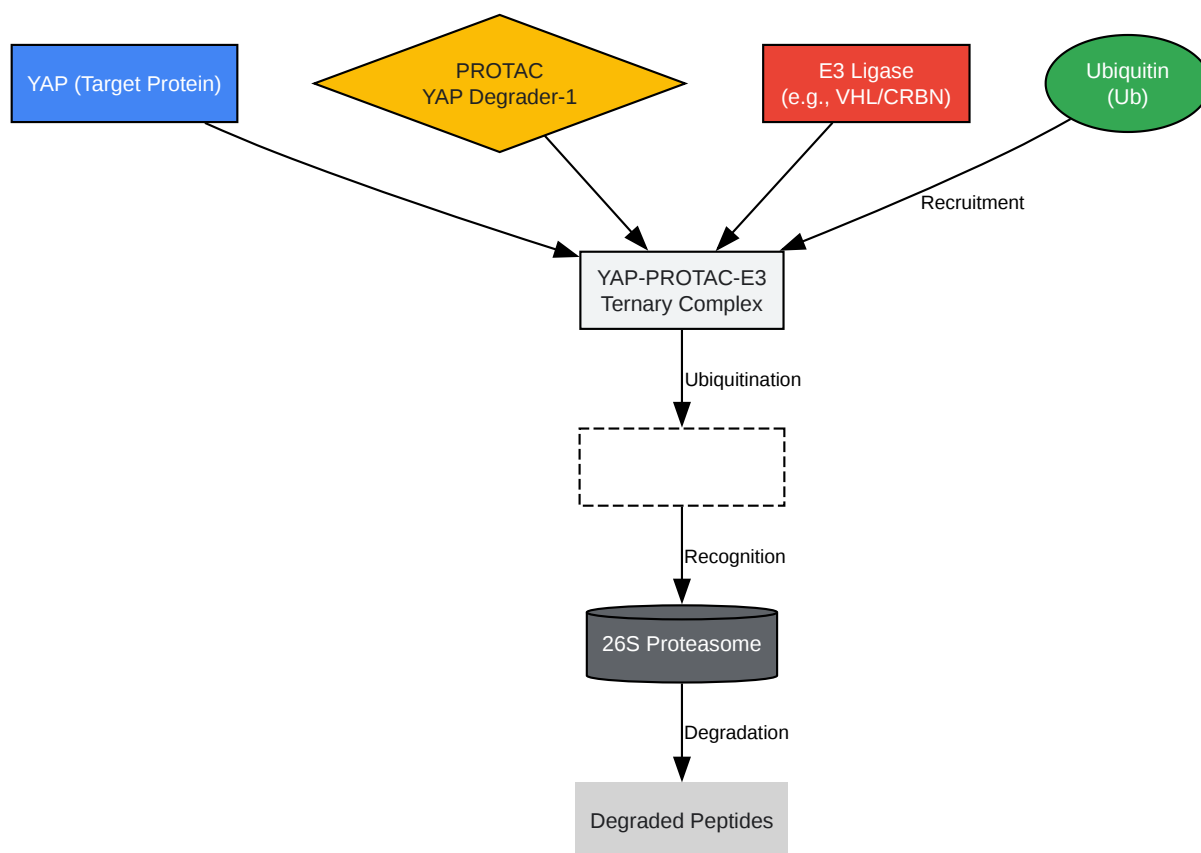 YAP (Target Protein)
PROTAC
YAP Degrader-1
E3 Ligase
(e.g., VHL/CRBN)
Ubiquitin
(Ub)
Recruitment
YAP-PROTAC-E3
Ternary Complex
Ubiquitination
Recognition
26S Proteasome
Degradation
Degraded Peptides